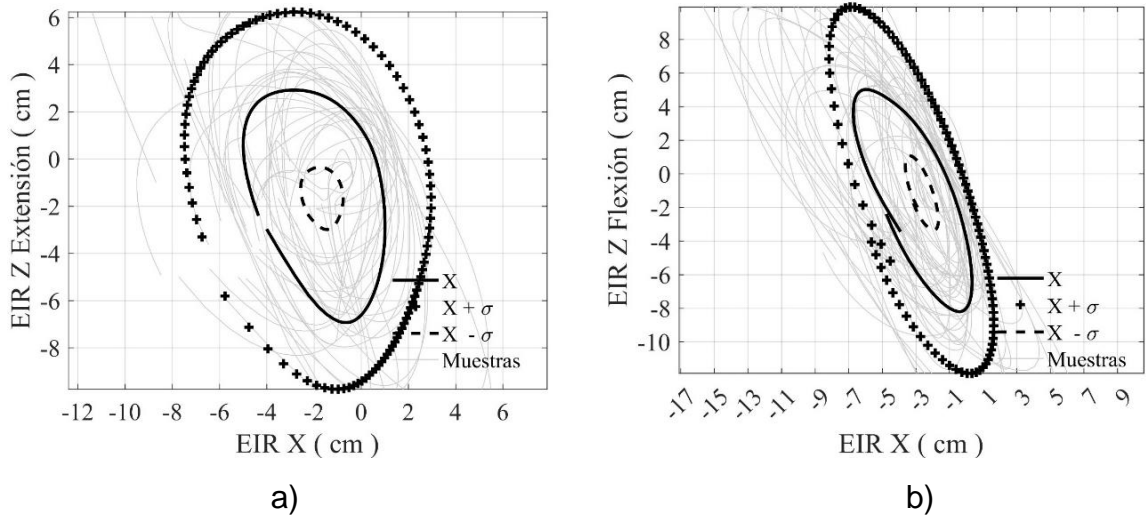 6
4
2
0
-2
-4
-6
-8
EIR Z Extensión ( cm )
-12 -10 -8 -6 -4 -2 0 2 4 6
EIR X ( cm )
X
X + σ
X - σ
Muestras
a)
8
6
4
2
0
-2
-4
-6
-8
-10
EIR Z Flexión ( cm )
-17 -15 -13 -11 -9 -7 -5 -3 -1 1 3 5 7 9
EIR X ( cm )
X
X + σ
X - σ
Muestras
b)